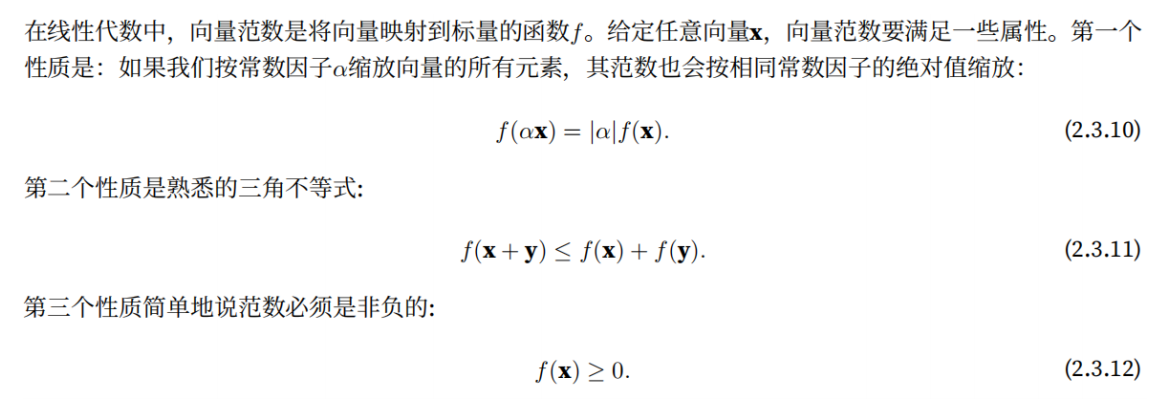 在线性代数中，向量范数是将向量映射到标量的函数f。给定任意向量x，向量范数要满足一些属性。第一个
性质是：如果我们按常数因子α缩放向量的所有元素，其范数也会按相同常数因子的绝对值缩放：
f(αx) = |α|f(x). (2.3.10)
第二个性质是熟悉的三角不等式:
f(x + y) ≤ f(x) + f(y). (2.3.11)
第三个性质简单地说范数必须是非负的:
f(x) ≥ 0. (2.3.12)